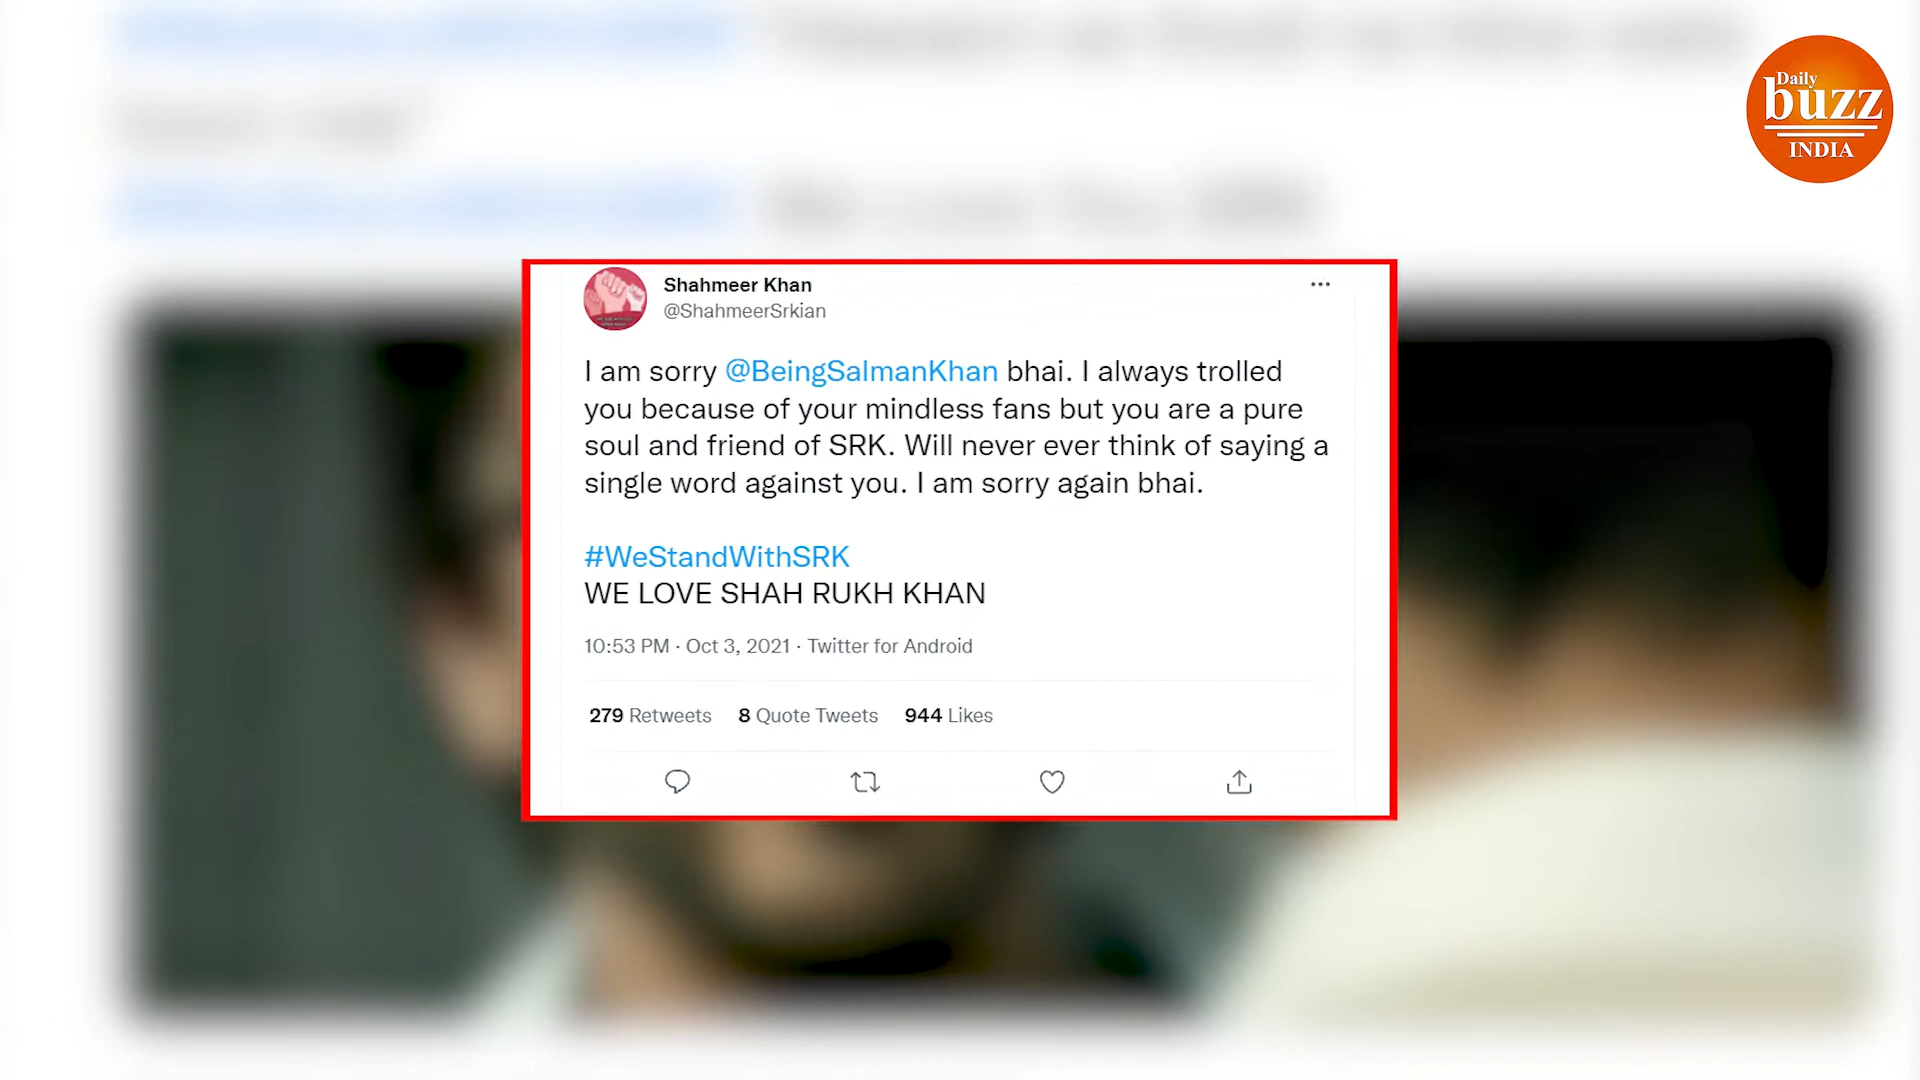 Daily
buzz
INDIA
Shahmeer Khan
@ShahmeerSrkian
I am sorry @BeingSalmanKhan bhai. I always trolled
you because of your mindless fans but you are a pure
soul and friend of SRK. Will never ever think of saying a
single word against you. I am sorry again bhai.
#WeStandWithSRK
WE LOVE SHAH RUKH KHAN
10:53 PM · Oct 3, 2021 · Twitter for Android
279 Retweets 8 Quote Tweets 944 Likes